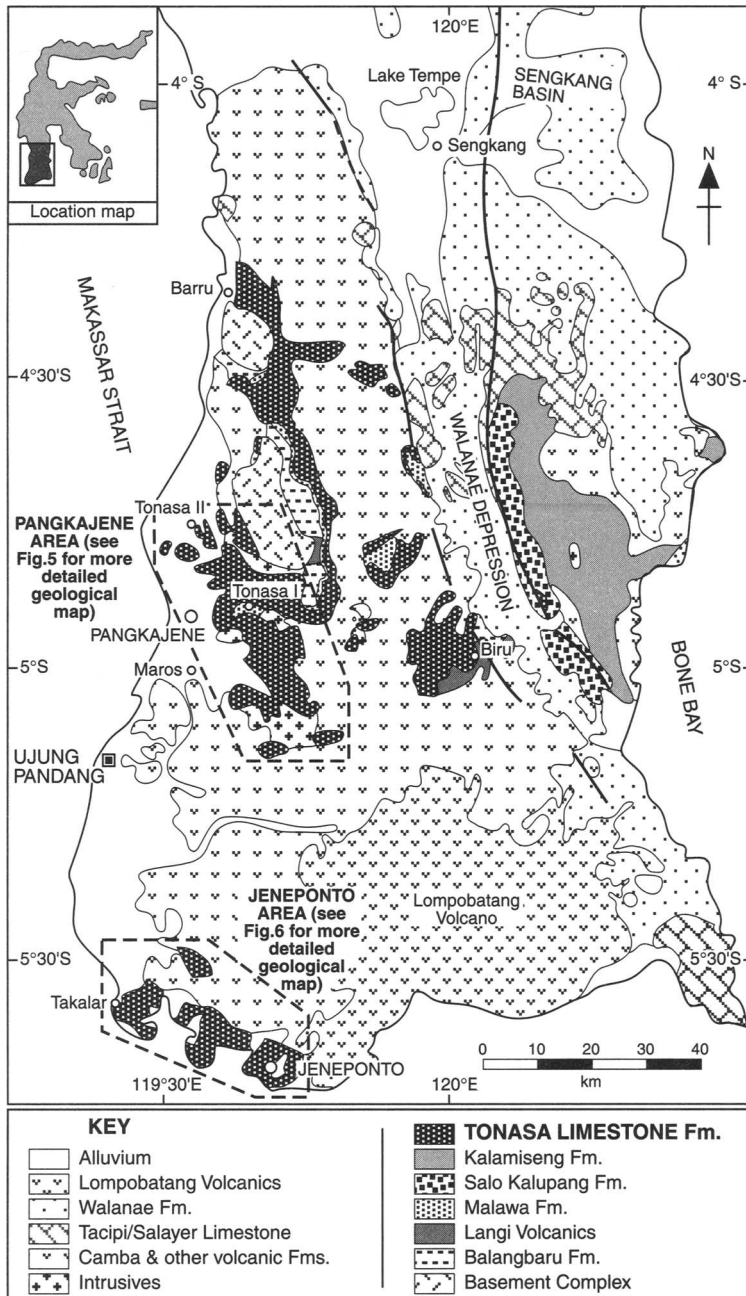 120°E
4° S
Lake Tempe
SENGKANG
BASIN
4° S
Sengkang
N
Location map
Barru
MAKASSAR STRAIT
4°30'S
4°30'S
WALANAE DEPRESSION
Tonasa II
PANGKAJENE
AREA (see
Fig.5 for more
detailed
geological
map)
Tonasa I
PANGKAJENE
Biru
5°S
5°S
Maros
BONE BAY
UJUNG
PANDANG
JENEPONTO
AREA (see
Fig.6 for more
detailed
geological
map)
Lompobatang
Volcano
5°30'S
5°30'S
Takalar
JENEPONTO
0 10 20 30 40
km
119°30'E
120°E
KEY
Alluvium
Lompobatang Volcanics
Walanae Fm.
Tacipi/Salayer Limestone
Camba & other volcanic Fms.
Intrusives
TONASA LIMESTONE Fm.
Kalamiseng Fm.
Salo Kalupang Fm.
Malawa Fm.
Langi Volcanics
Balangbaru Fm.
Basement Complex